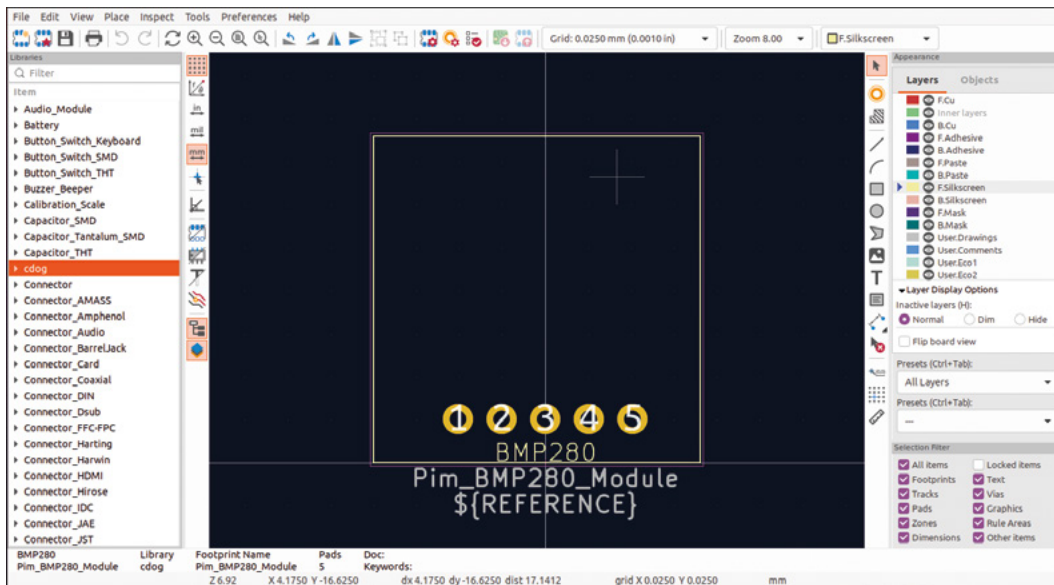 File Edit View Place Inspect Tools Preferences Help
Grid: 0.0250 mm (0.0010 in)
Zoom 8.00
F.Silkscreen
Libraries
Filter
Item
Audio_Module
Battery
Button_Switch_Keyboard
Button_Switch_SMD
Button_Switch_THT
Buzzer_Beeper
Calibration_Scale
Capacitor_SMD
Capacitor_Tantalum_SMD
Capacitor_THT
cdog
Connector
Connector_AMASS
Connector_Amphenol
Connector_Audio
Connector_BarrelJack
Connector_Card
Connector_Coaxial
Connector_DIN
Connector_Dsub
Connector_FFC-FPC
Connector_Harting
Connector_Harwin
Connector_HDMI
Connector_Hirose
Connector_IDC
Connector_JAE
Connector_JST
in
mil
mm
1 2 3 4 5
BMP280
Pim_BMP280_Module
${REFERENCE}
T
Appearance
Layers Objects
F.Cu
Inner layers
B.Cu
F.Adhesive
B.Adhesive
F.Paste
B.Paste
F.Silkscreen
B.Silkscreen
F.Mask
B.Mask
User.Drawings
User.Comments
User.Eco1
User.Eco2
Layer Display Options
Inactive layers (H):
Normal Dim Hide
Flip board view
Presets (Ctrl+Tab):
All Layers
Presets (Ctrl+Tab):
---
Selection Filter
All items Locked items
Footprints Text
Tracks Vias
Pads Graphics
Zones Rule Areas
Dimensions Other items
BMP280 Library Footprint Name Pads Doc:
Pim_BMP280_Module cdog Pim_BMP280_Module 5 Keywords:
Z 6.92 X 4.1750 Y -16.6250 dx 4.1750 dy -16.6250 dist 17.1412 grid X 0.0250 Y 0.0250 mm